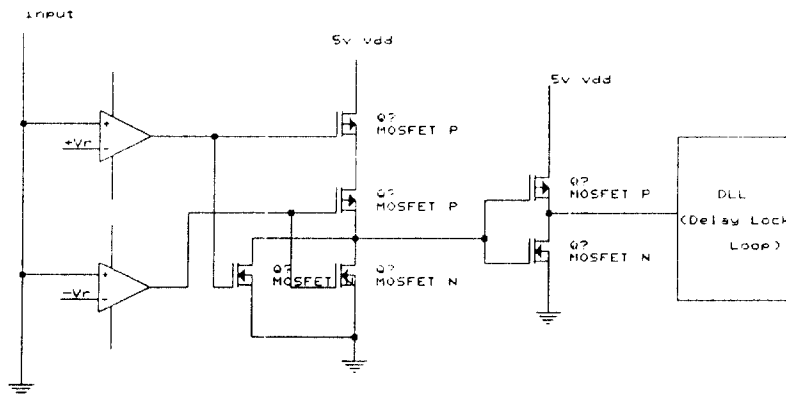 Input
5v vdd
Q?
MOSFET P
+Vr
+
-
5v vdd
Q?
MOSFET P
Q?
MOSFET P
DLL
(Delay Lock
Loop)
Q?
MOSFET N
Q?
MOSFET N
Q?
MOSFET N
+
-Vr
-